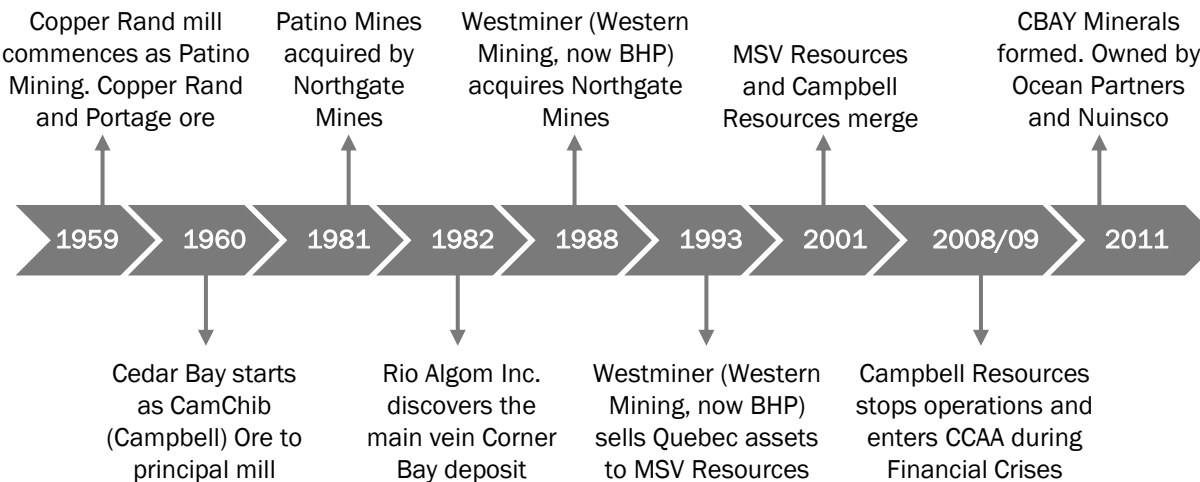 Copper Rand mill
commences as Patino
Mining. Copper Rand
and Portage ore
Patino Mines
acquired by
Northgate
Mines
Westminer (Western
Mining, now BHP)
acquires Northgate
Mines
MSV Resources
and Campbell
Resources merge
CBAY Minerals
formed. Owned by
Ocean Partners
and Nuinsco
1959
1960
1981
1982
1988
1993
2001
2008/09
2011
Cedar Bay starts
as CamChib
(Campbell) Ore to
principal mill
Rio Algom Inc.
discovers the
main vein Corner
Bay deposit
Westminer (Western
Mining, now BHP)
sells Quebec assets
to MSV Resources
Campbell Resources
stops operations and
enters CCAA during
Financial Crises